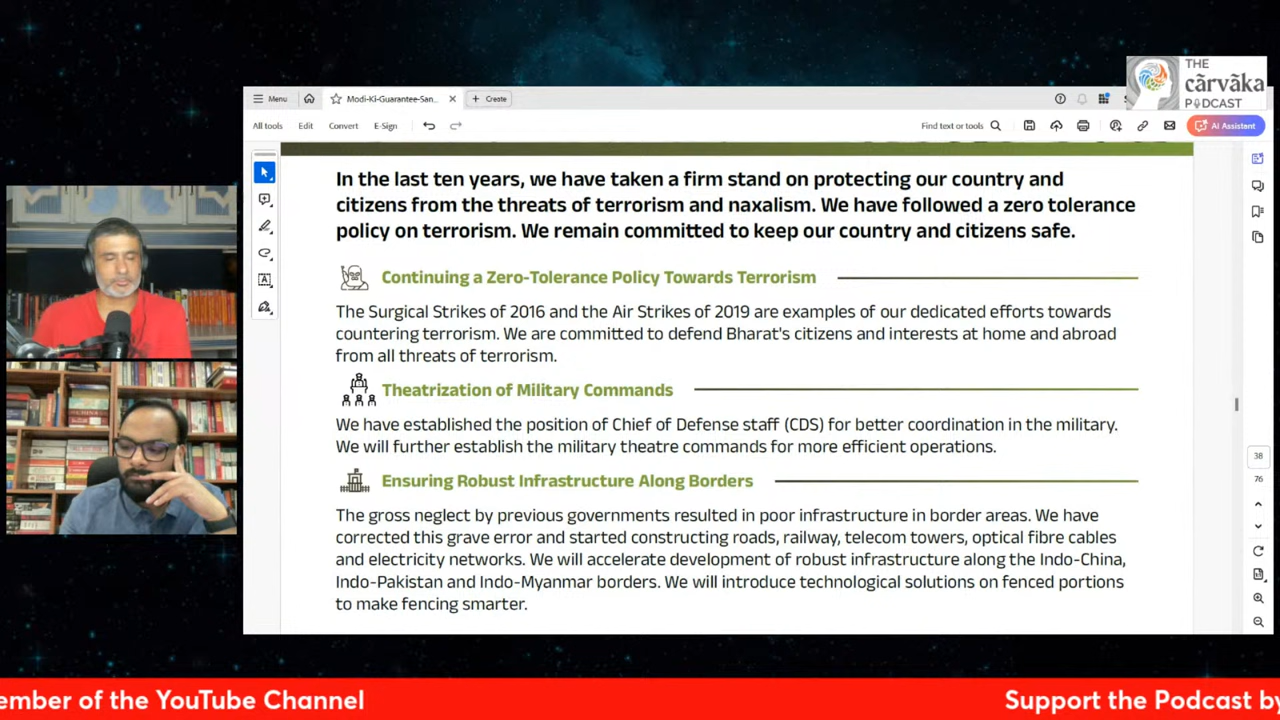 THE
cārvāka
PODCAST
Menu
Modi-Ki-Guarantee-San...
Create
All tools
Edit
Convert
E-Sign
Find text or tools
AI Assistant
In the last ten years, we have taken a firm stand on protecting our country and
citizens from the threats of terrorism and naxalism. We have followed a zero tolerance
policy on terrorism. We remain committed to keep our country and citizens safe.
Continuing a Zero-Tolerance Policy Towards Terrorism
The Surgical Strikes of 2016 and the Air Strikes of 2019 are examples of our dedicated efforts towards
countering terrorism. We are committed to defend Bharat's citizens and interests at home and abroad
from all threats of terrorism.
Theatrization of Military Commands
We have established the position of Chief of Defense staff (CDS) for better coordination in the military.
We will further establish the military theatre commands for more efficient operations.
Ensuring Robust Infrastructure Along Borders
The gross neglect by previous governments resulted in poor infrastructure in border areas. We have
corrected this grave error and started constructing roads, railway, telecom towers, optical fibre cables
and electricity networks. We will accelerate development of robust infrastructure along the Indo-China,
Indo-Pakistan and Indo-Myanmar borders. We will introduce technological solutions on fenced portions
to make fencing smarter.
38
76
ember of the YouTube Channel
Support the Podcast by